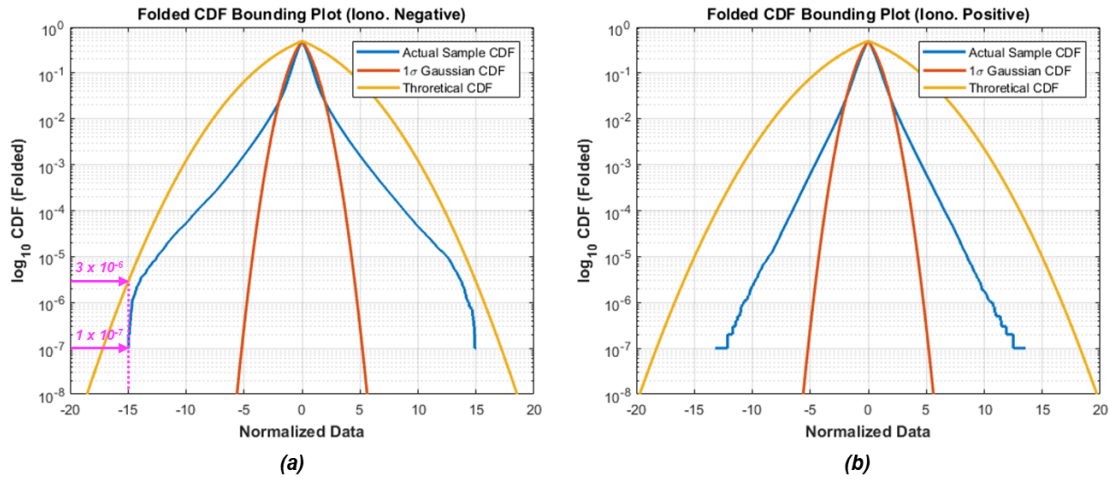 Folded CDF Bounding Plot (Iono. Negative)
Actual Sample CDF
1σ Gaussian CDF
Throretical CDF
log10 CDF (Folded)
10^0
10^-1
10^-2
10^-3
10^-4
10^-5
10^-6
10^-7
10^-8
3 x 10^-6
1 x 10^-7
-20 -15 -10 -5 0 5 10 15 20
Normalized Data
(a)
Folded CDF Bounding Plot (Iono. Positive)
Actual Sample CDF
1σ Gaussian CDF
Throretical CDF
log10 CDF (Folded)
10^0
10^-1
10^-2
10^-3
10^-4
10^-5
10^-6
10^-7
10^-8
-20 -15 -10 -5 0 5 10 15 20
Normalized Data
(b)